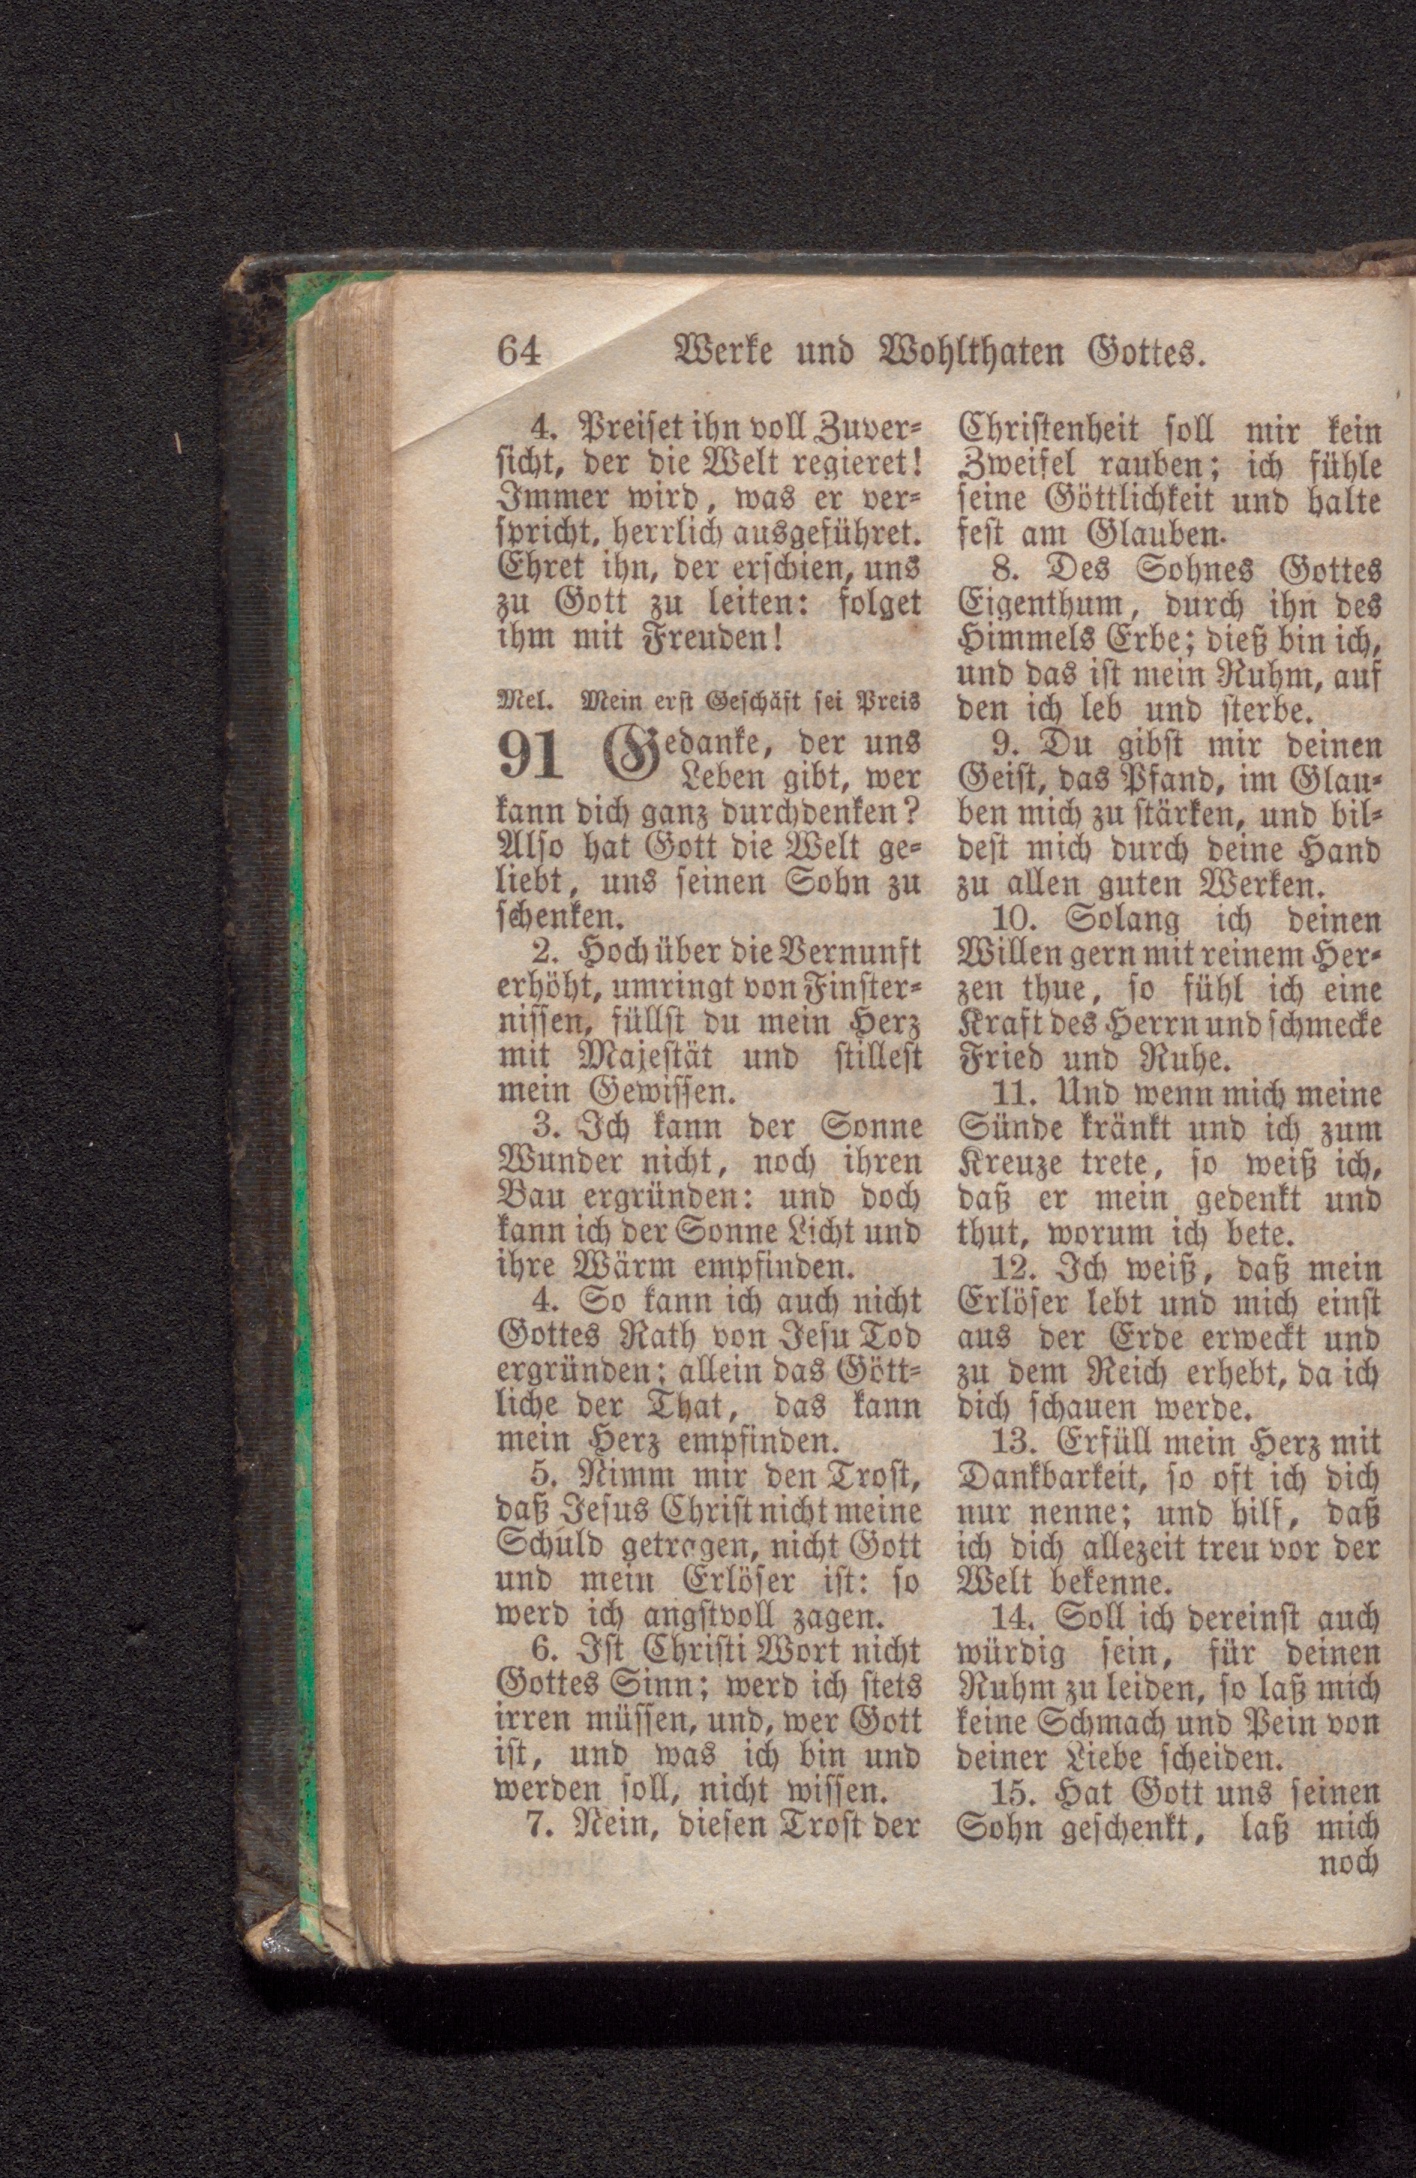 64 Werke und Wohlthaten Gottes.
4. Preiset ihn voll Zuver-
sicht, der die Welt regieret!
Immer wird, was er ver-
spricht, herrlich ausgeführet.
Ehret ihn, der erschien, uns
zu Gott zu leiten: folget
ihm mit Freuden!
Mel. Mein erst Geschäft sei Preis
91 Gedanke, der uns
Leben gibt, wer
kann dich ganz durchdenken?
Also hat Gott die Welt ge-
liebt, uns seinen Sohn zu
schenken.
2. Hoch über die Vernunft
erhöht, umringt von Finster-
nissen, füllst du mein Herz
mit Majestät und stillest
mein Gewissen.
3. Ich kann der Sonne
Wunder nicht, noch ihren
Bau ergründen: und doch
kann ich der Sonne Licht und
ihre Wärm empfinden.
4. So kann ich auch nicht
Gottes Rath von Jesu Tod
ergründen; allein das Gött-
liche der That, das kann
mein Herz empfinden.
5. Nimm mir den Trost,
daß Jesus Christ nicht meine
Schuld getragen, nicht Gott
und mein Erlöser ist: so
werd ich angstvoll zagen.
6. Ist Christi Wort nicht
Gottes Sinn; werd ich stets
irren müssen, und, wer Gott
ist, und was ich bin und
werden soll, nicht wissen.
7. Nein, diesen Trost der
Christenheit soll mir kein
Zweifel rauben; ich fühle
seine Göttlichkeit und halte
fest am Glauben.
8. Des Sohnes Gottes
Eigenthum, durch ihn des
Himmels Erbe; dieß bin ich,
und das ist mein Ruhm, auf
den ich leb und sterbe.
9. Du gibst mir deinen
Geist, das Pfand, im Glau-
ben mich zu stärken, und bil-
dest mich durch deine Hand
zu allen guten Werken.
10. Solang ich deinen
Willen gern mit reinem Her-
zen thue, so fühl ich eine
Kraft des Herrn und schmecke
Fried und Ruhe.
11. Und wenn mich meine
Sünde kränkt und ich zum
Kreuze trete, so weiß ich,
daß er mein gedenkt und
thut, worum ich bete.
12. Ich weiß, daß mein
Erlöser lebt und mich einst
aus der Erde erweckt und
zu dem Reich erhebt, da ich
dich schauen werde.
13. Erfüll mein Herz mit
Dankbarkeit, so oft ich dich
nur nenne; und hilf, daß
ich dich allezeit treu vor der
Welt bekenne.
14. Soll ich dereinst auch
würdig sein, für deinen
Ruhm zu leiden, so laß mich
keine Schmach und Pein von
deiner Liebe scheiden.
15. Hat Gott uns seinen
Sohn geschenkt, laß mich
noch